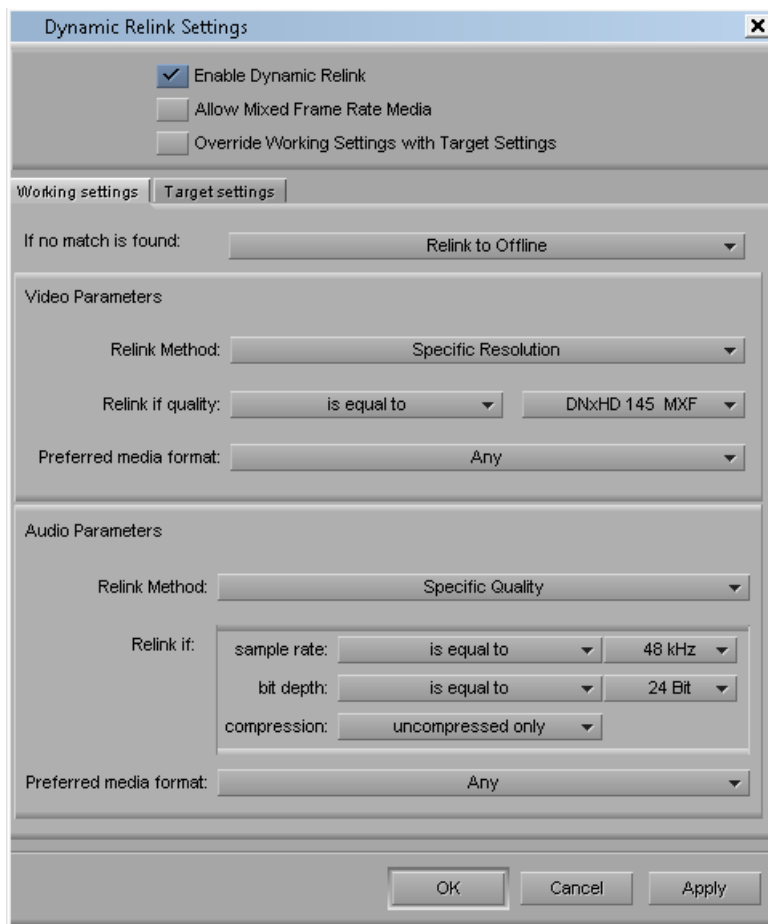 Dynamic Relink Settings
Enable Dynamic Relink
Allow Mixed Frame Rate Media
Override Working Settings with Target Settings
Working settings Target settings
If no match is found: Relink to Offline
Video Parameters
Relink Method: Specific Resolution
Relink if quality: is equal to DNxHD 145 MXF
Preferred media format: Any
Audio Parameters
Relink Method: Specific Quality
Relink if: sample rate: is equal to 48 kHz
bit depth: is equal to 24 Bit
compression: uncompressed only
Preferred media format: Any
OK Cancel Apply